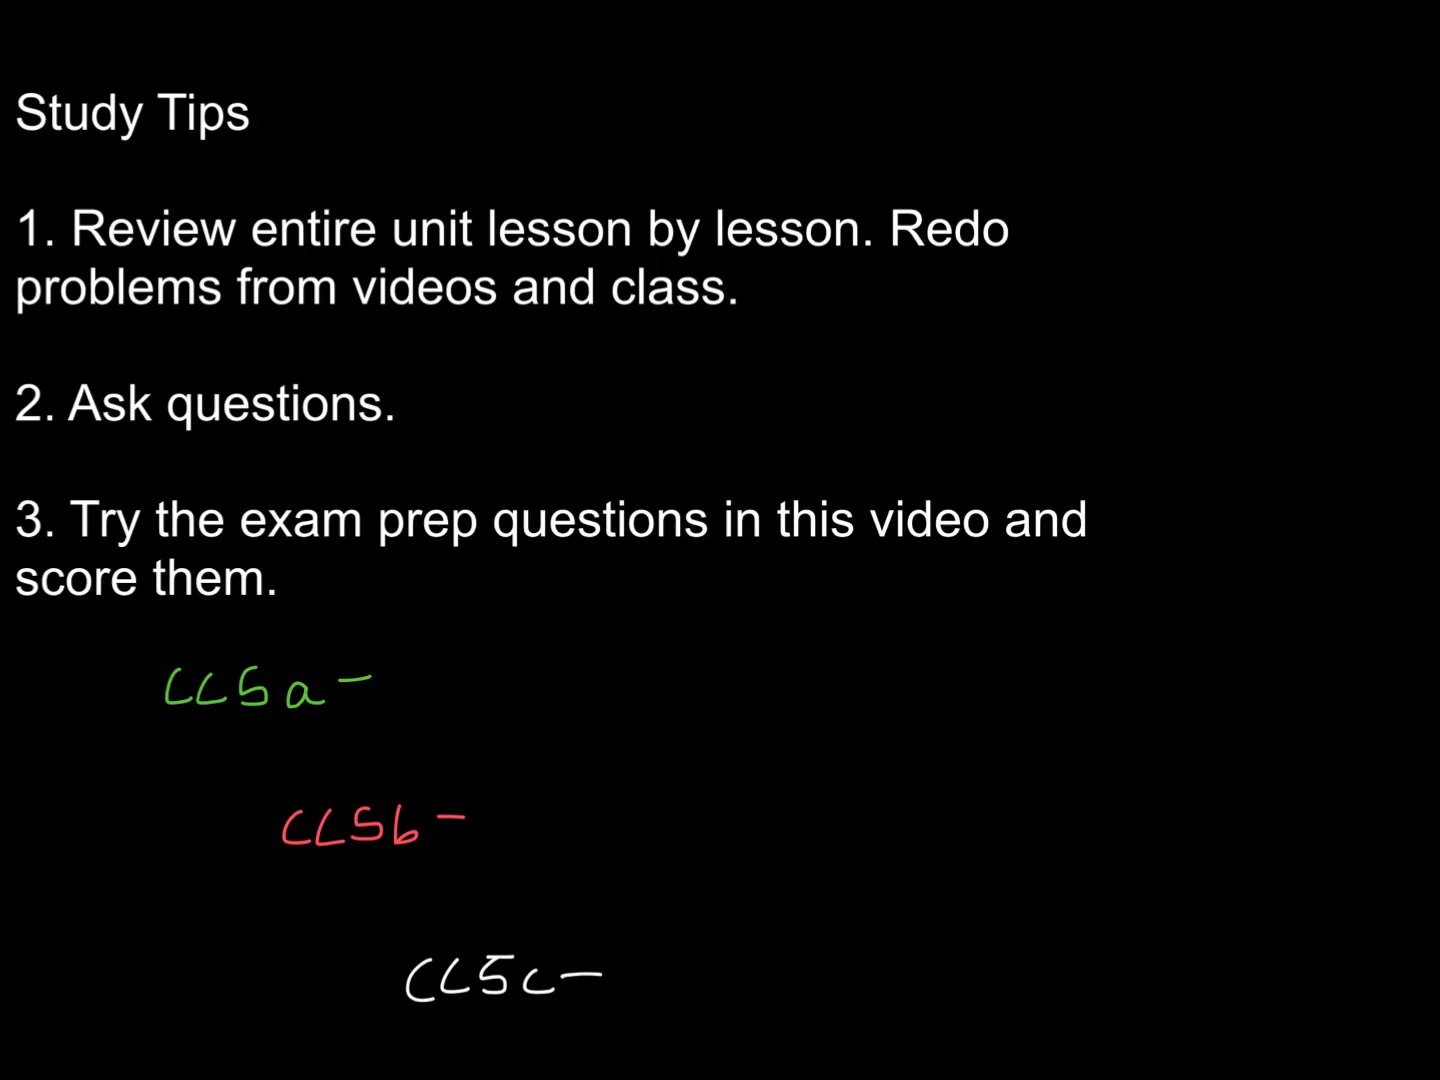 Study Tips
1. Review entire unit lesson by lesson. Redo
problems from videos and class.
2. Ask questions.
3. Try the exam prep questions in this video and
score them.
CC5a-
CC5b-
CC5c-